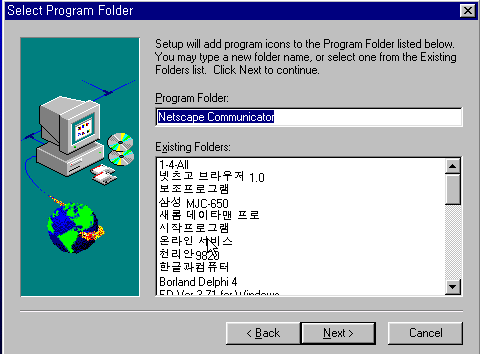 Select Program Folder
Setup will add program icons to the Program Folder listed below.
You may type a new folder name, or select one from the Existing
Folders list. Click Next to continue.
Program Folder:
Netscape Communicator
Existing Folders:
1-4-All
넷츠고 브라우저 1.0
보조프로그램
삼성 MJC-650
새롬 데이타맨 프로
시작프로그램
온라인 서비스
천리안9820
한글과컴퓨터
Borland Delphi 4
ED Ver 3.71 for Windows
< Back
Next >
Cancel